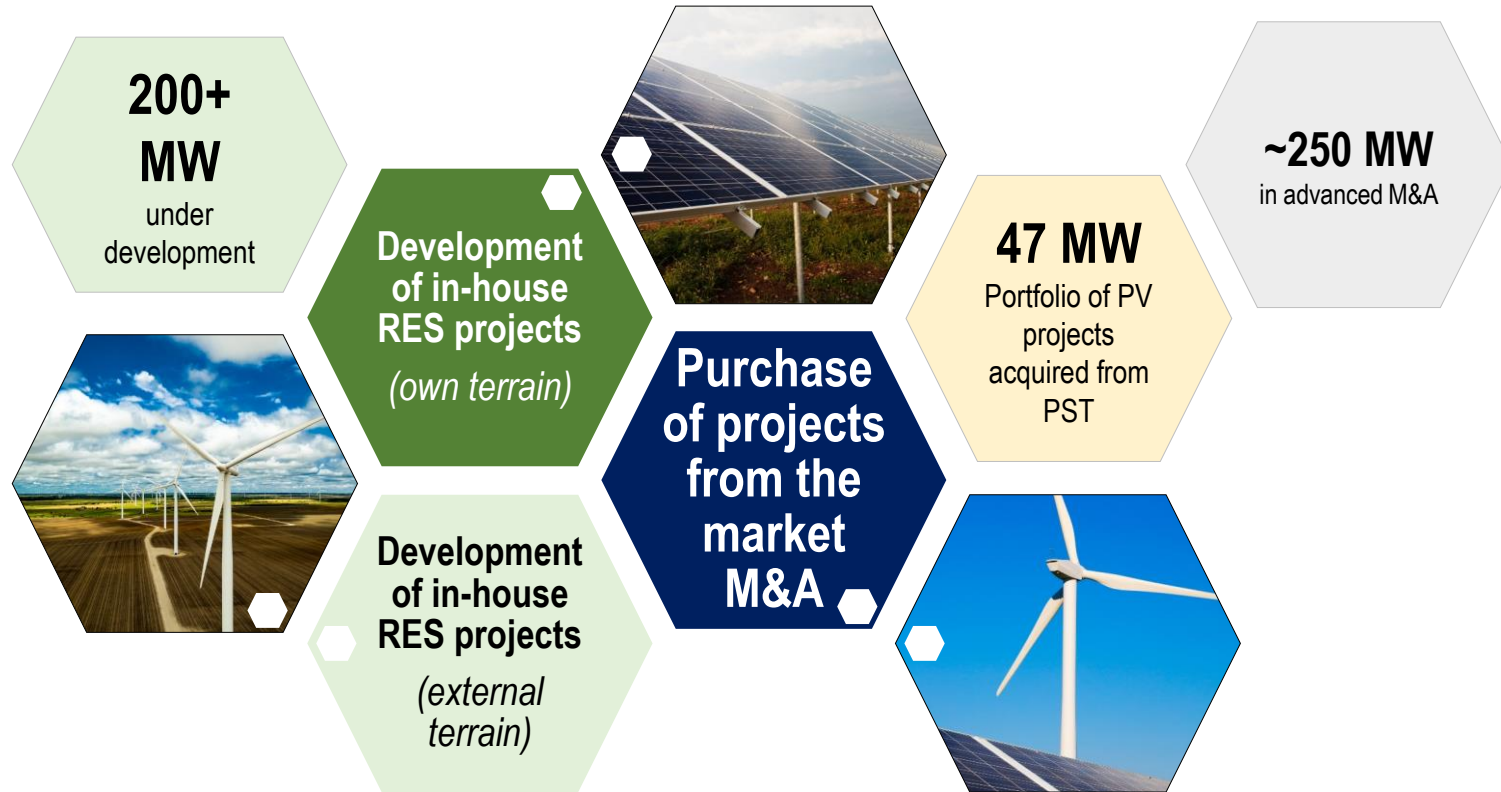 200+
MW
under
development
Development
of in-house
RES projects
(own terrain)
Development
of in-house
RES projects
(external
terrain)
Purchase
of projects
from the
market
M&A
47 MW
Portfolio of PV
projects
acquired from
PST
~250 MW
in advanced M&A